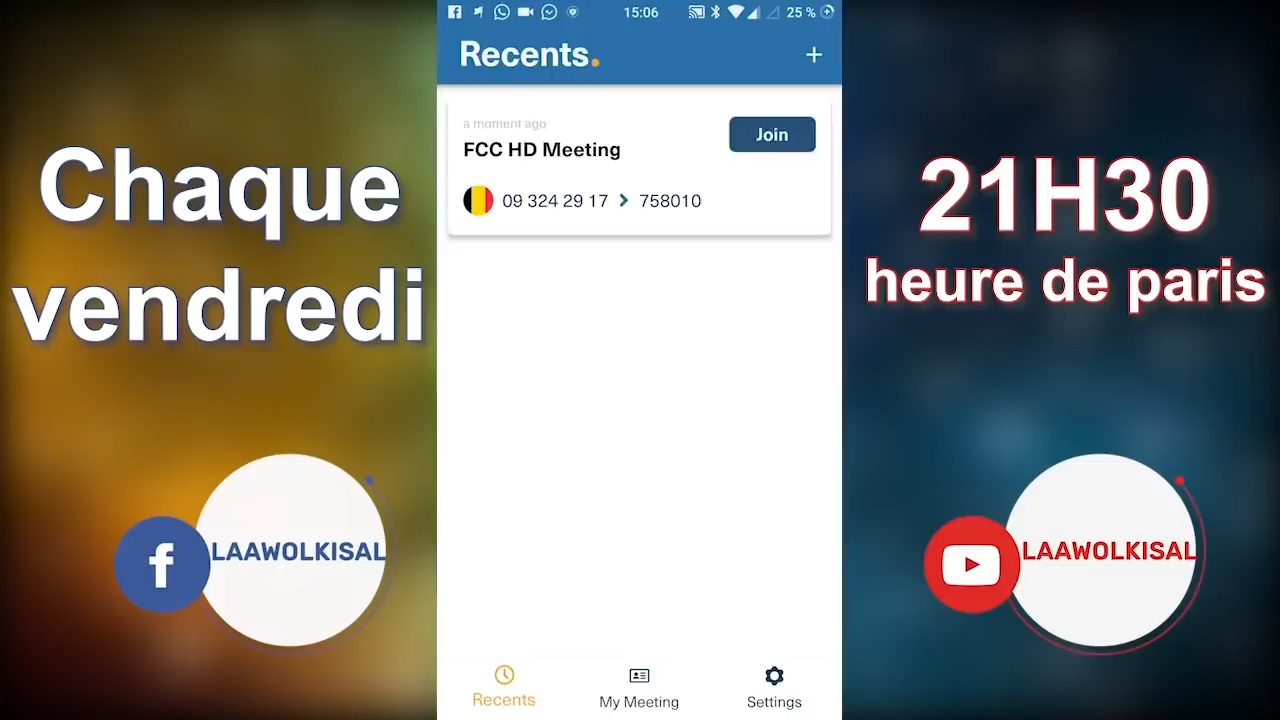 Chaque
vendredi
LAAWOLKISAL
15:06
25 %
Recents.
a moment ago
FCC HD Meeting
Join
09 324 29 17 > 758010
Recents
My Meeting
Settings
21H30
heure de paris
LAAWOLKISAL